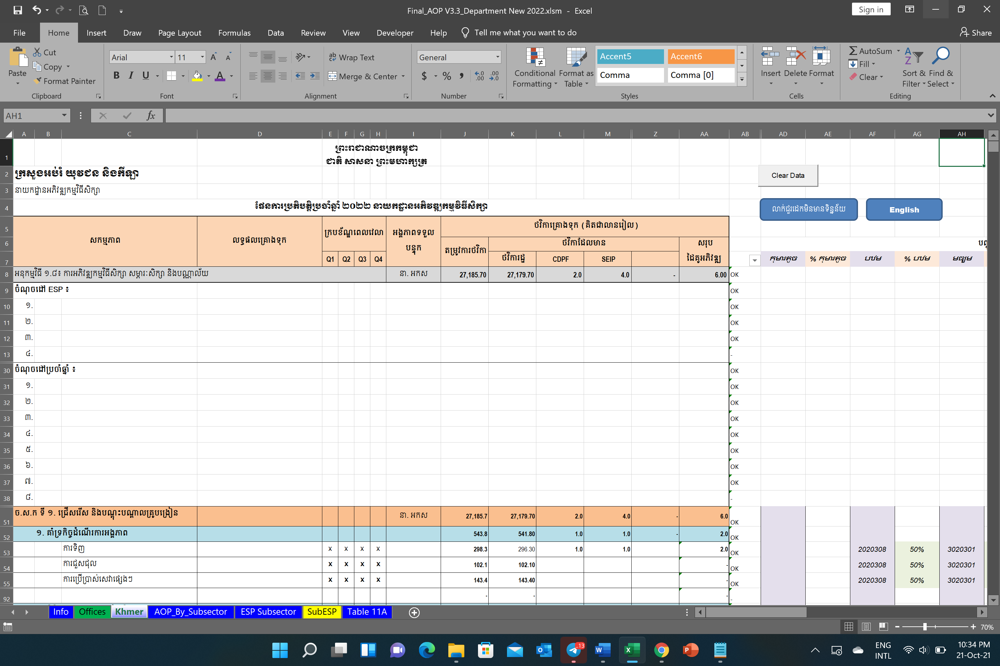 Final_AOP V3.3_Department New 2022.xlsm - Excel
Sign in
File Home Insert Draw Page Layout Formulas Data Review View Developer Help Tell me what you want to do Share
Paste Cut Copy Format Painter Clipboard
Arial 11 Font
Wrap Text Merge & Center Alignment
General Number
Conditional Formatting Format as Table Accent5 Accent6 Comma Comma [0] Styles
Insert Delete Format Cells
AutoSum Fill Clear Sort & Filter Find & Select Editing
AH1
A B C D E F G H I J K L M Z AA AB AD AE AF AG AH
1 ព្រះរាជាណាចក្រកម្ពុជា
ជាតិ សាសនា ព្រះមហាក្សត្រ
2 ក្រសួងអប់រំ យុវជន និងកីឡា
Clear Data
3 នាយកដ្ឋានអភិវឌ្ឍកម្មវិធីសិក្សា
4 ផែនការប្រតិបត្តិប្រចាំឆ្នាំ ២០២២ នាយកដ្ឋានអភិវឌ្ឍកម្មវិធីសិក្សា
លាក់ជួរដេកមិនមានទិន្នន័យ English
5 សកម្មភាព លទ្ធផលគ្រោងទុក ក្របខ័ណ្ឌពេលវេលា អង្គភាពទទួលបន្ទុក ថវិកាគ្រោងទុក (គិតជាលានរៀល)
6 តម្រូវការថវិកា ថវិកាដែលមាន សរុប
7 Q1 Q2 Q3 Q4 ថវិការដ្ឋ CDPF SEIP ដៃគូអភិវឌ្ឍ កុមារតូច % កុមារតូច បឋម % បឋម មធ្យម
8 អនុកម្មវិធី ១.៨៖ ការអភិវឌ្ឍកម្មវិធីសិក្សា សម្ភារៈសិក្សា និងបណ្ណាល័យ នា. អកស 27,185.70 27,179.70 2.0 4.0 - 6.00 OK
9 ចំណុចដៅ ESP ៖ OK
10 ១. OK
11 ២. OK
12 ៣. OK
13 ៤. -
30 ចំណុចដៅប្រចាំឆ្នាំ ៖ OK
31 ១. OK
32 ២. OK
33 ៣. OK
34 ៤. OK
35 ៥. OK
36 ៦. OK
37 ៧. OK
38 ៨. -
51 ច.ស.ក ទី ១. ជ្រើសរើស និងបណ្តុះបណ្តាលគ្រូបង្រៀន នា. អកស 27,185.7 27,179.70 2.0 4.0 - 6.0 OK
52 ១. គាំទ្រកិច្ចដំណើរការអង្គភាព 543.8 541.80 1.0 1.0 - 2.0 OK
53 ការទិញ x x x x 298.3 296.30 1.0 1.0 2.0 OK 2020308 50% 3020301
54 ការជួសជុល x x x x 102.1 102.10 - OK 2020308 50% 3020301
55 ការប្រើប្រាស់សេវាផ្សេងៗ x x x x 143.4 143.40 - OK 2020308 50% 3020301
92 - - - -
Info Offices Khmer AOP_By_Subsector ESP Subsector SubESP Table 11A
70%
..13
ENG
INTL
10:34 PM
21-Oct-21